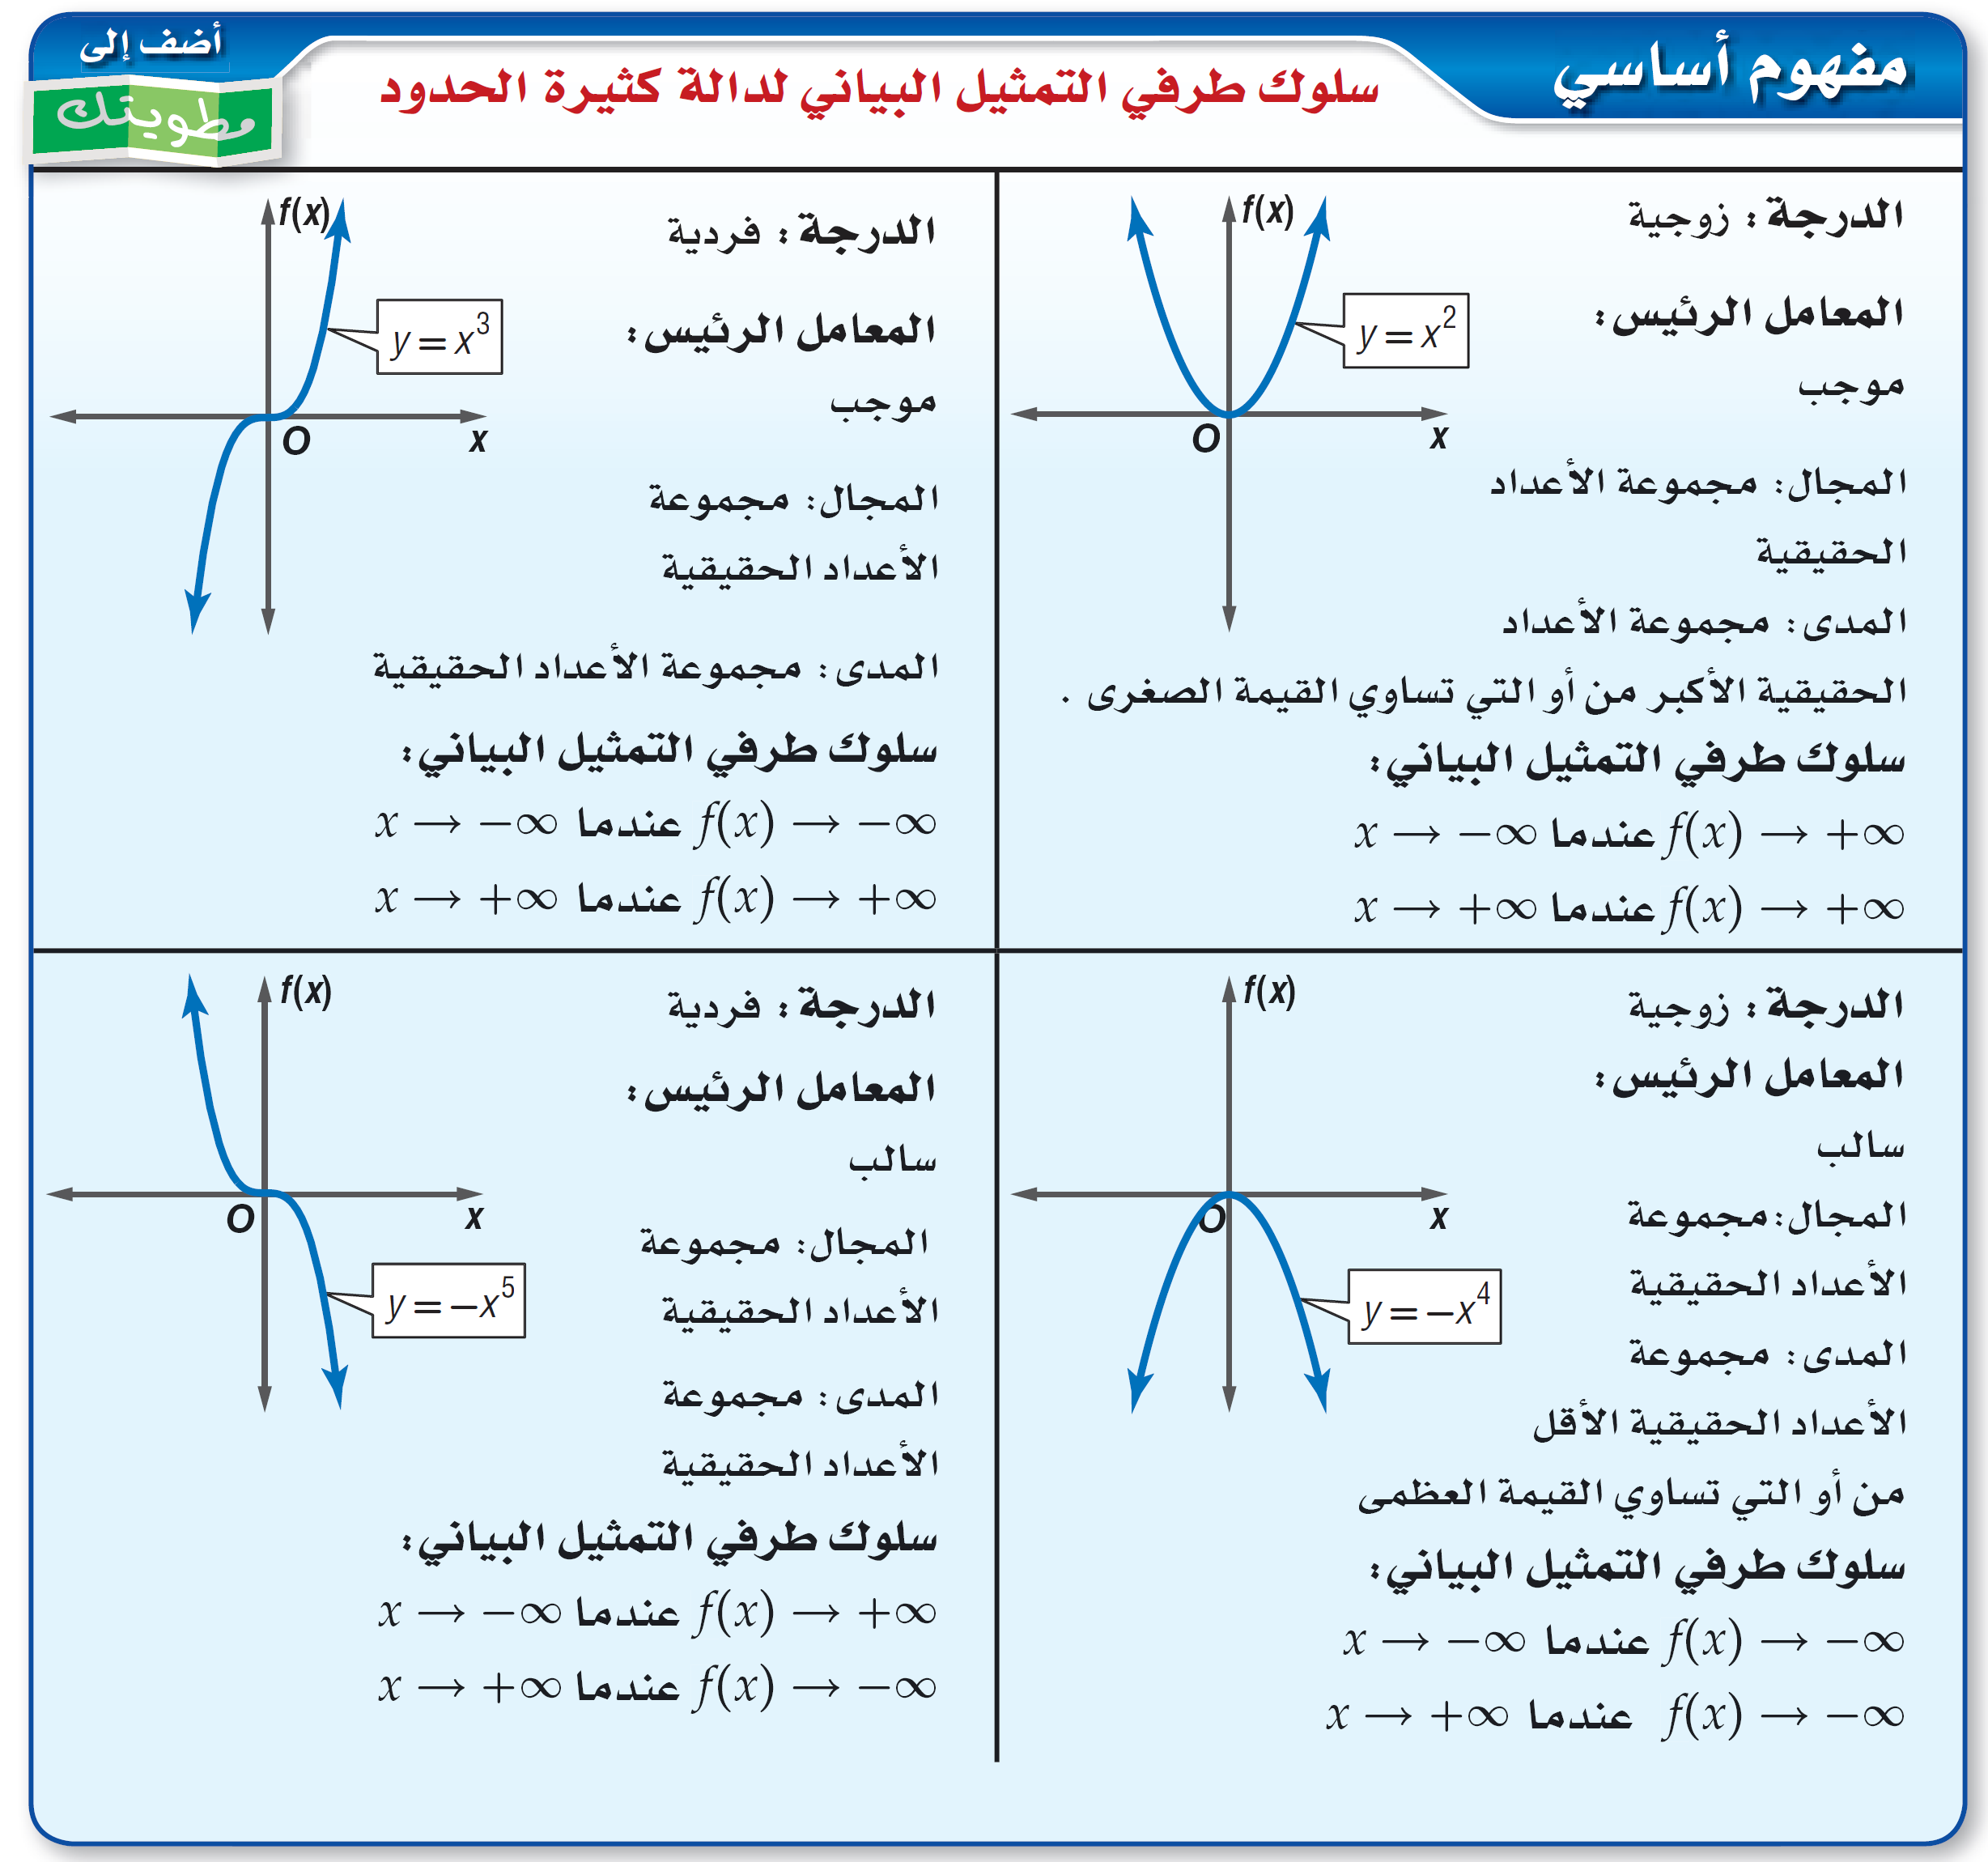 مفهوم أساسي
سلوك طرفي التمثيل البياني لدالة كثيرة الحدود
أضف إلى
مطويتك
الدرجة : زوجية
المعامل الرئيس:
موجب
المجال: مجموعة الأعداد
الحقيقية
المدى: مجموعة الأعداد
الحقيقية الأكبر من أو التي تساوي القيمة الصغرى .
سلوك طرفي التمثيل البياني:
f(x) → +∞ عندما x → −∞
f(x) → +∞ عندما x → +∞
f(x)
y = x²
O
x
الدرجة : فردية
المعامل الرئيس:
موجب
المجال: مجموعة
الأعداد الحقيقية
المدى: مجموعة الأعداد الحقيقية
سلوك طرفي التمثيل البياني:
f(x) → −∞ عندما x → −∞
f(x) → +∞ عندما x → +∞
f(x)
y = x³
O
x
الدرجة : زوجية
المعامل الرئيس:
سالب
المجال: مجموعة
الأعداد الحقيقية
المدى: مجموعة
الأعداد الحقيقية الأقل
من أو التي تساوي القيمة العظمى
سلوك طرفي التمثيل البياني:
f(x) → −∞ عندما x → −∞
f(x) → −∞ عندما x → +∞
f(x)
O
x
y = −x⁴
الدرجة : فردية
المعامل الرئيس:
سالب
المجال: مجموعة
الأعداد الحقيقية
المدى: مجموعة
الأعداد الحقيقية
سلوك طرفي التمثيل البياني:
f(x) → +∞ عندما x → −∞
f(x) → −∞ عندما x → +∞
f(x)
O
x
y = −x⁵